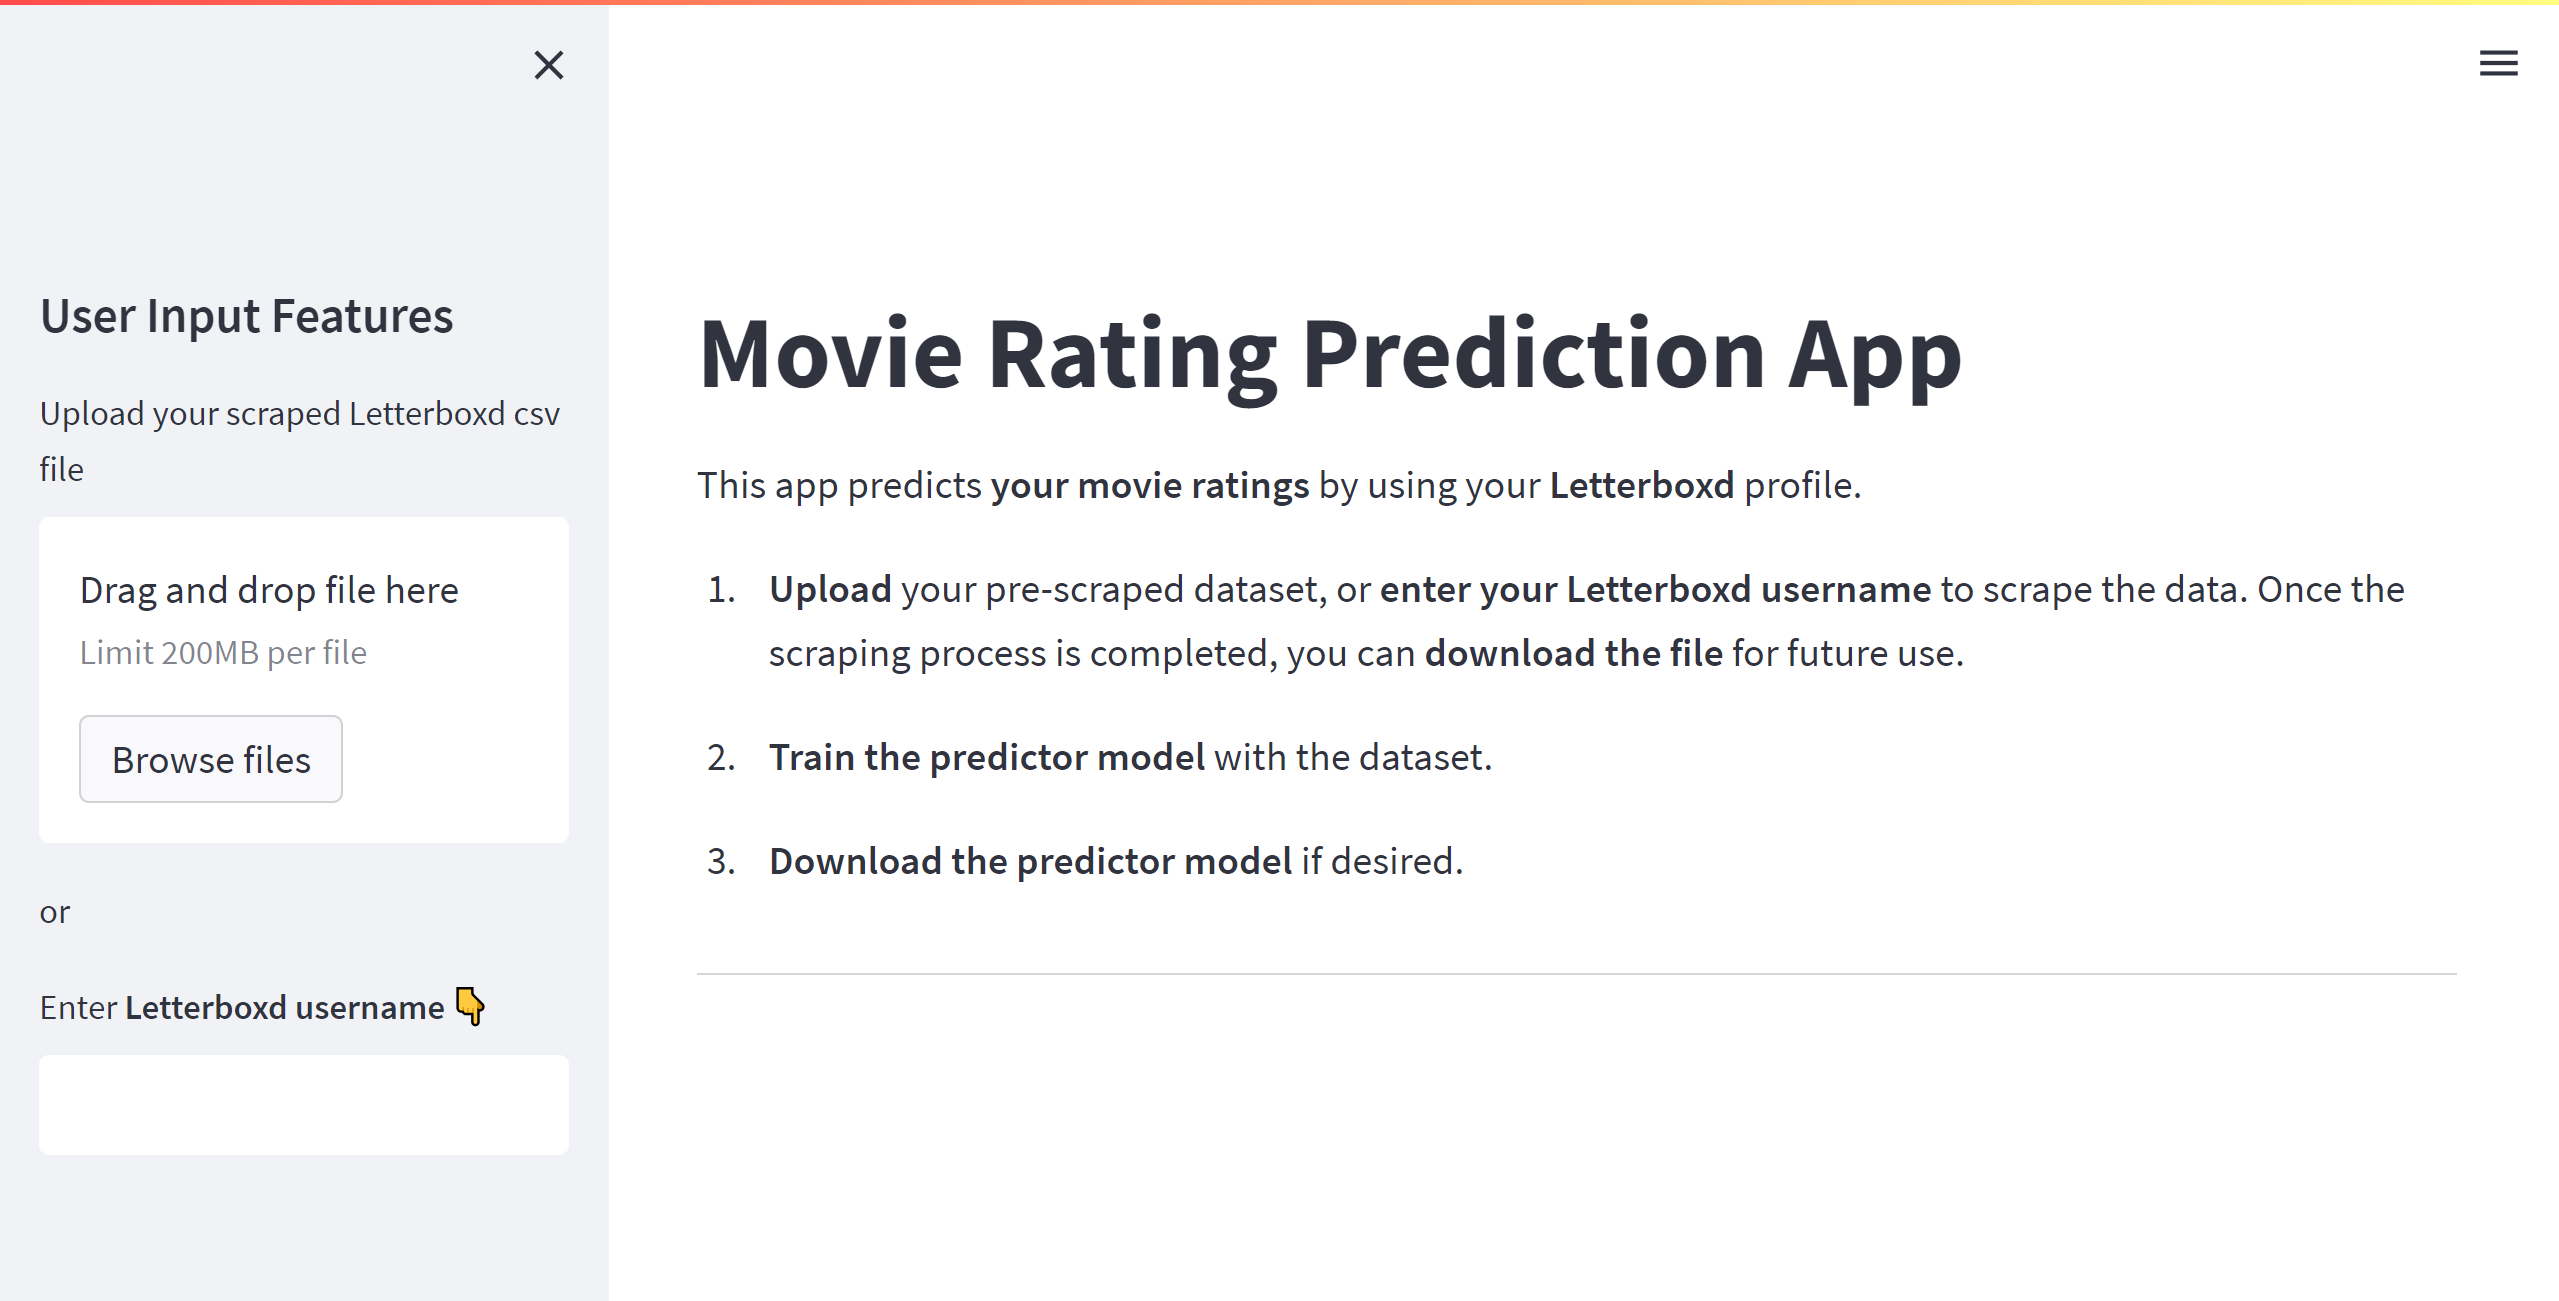 User Input Features
Upload your scraped Letterboxd csv
file
Drag and drop file here
Limit 200MB per file
Browse files
or
Enter Letterboxd username 👇
Movie Rating Prediction App
This app predicts your movie ratings by using your Letterboxd profile.
1. Upload your pre-scraped dataset, or enter your Letterboxd username to scrape the data. Once the
scraping process is completed, you can download the file for future use.
2. Train the predictor model with the dataset.
3. Download the predictor model if desired.